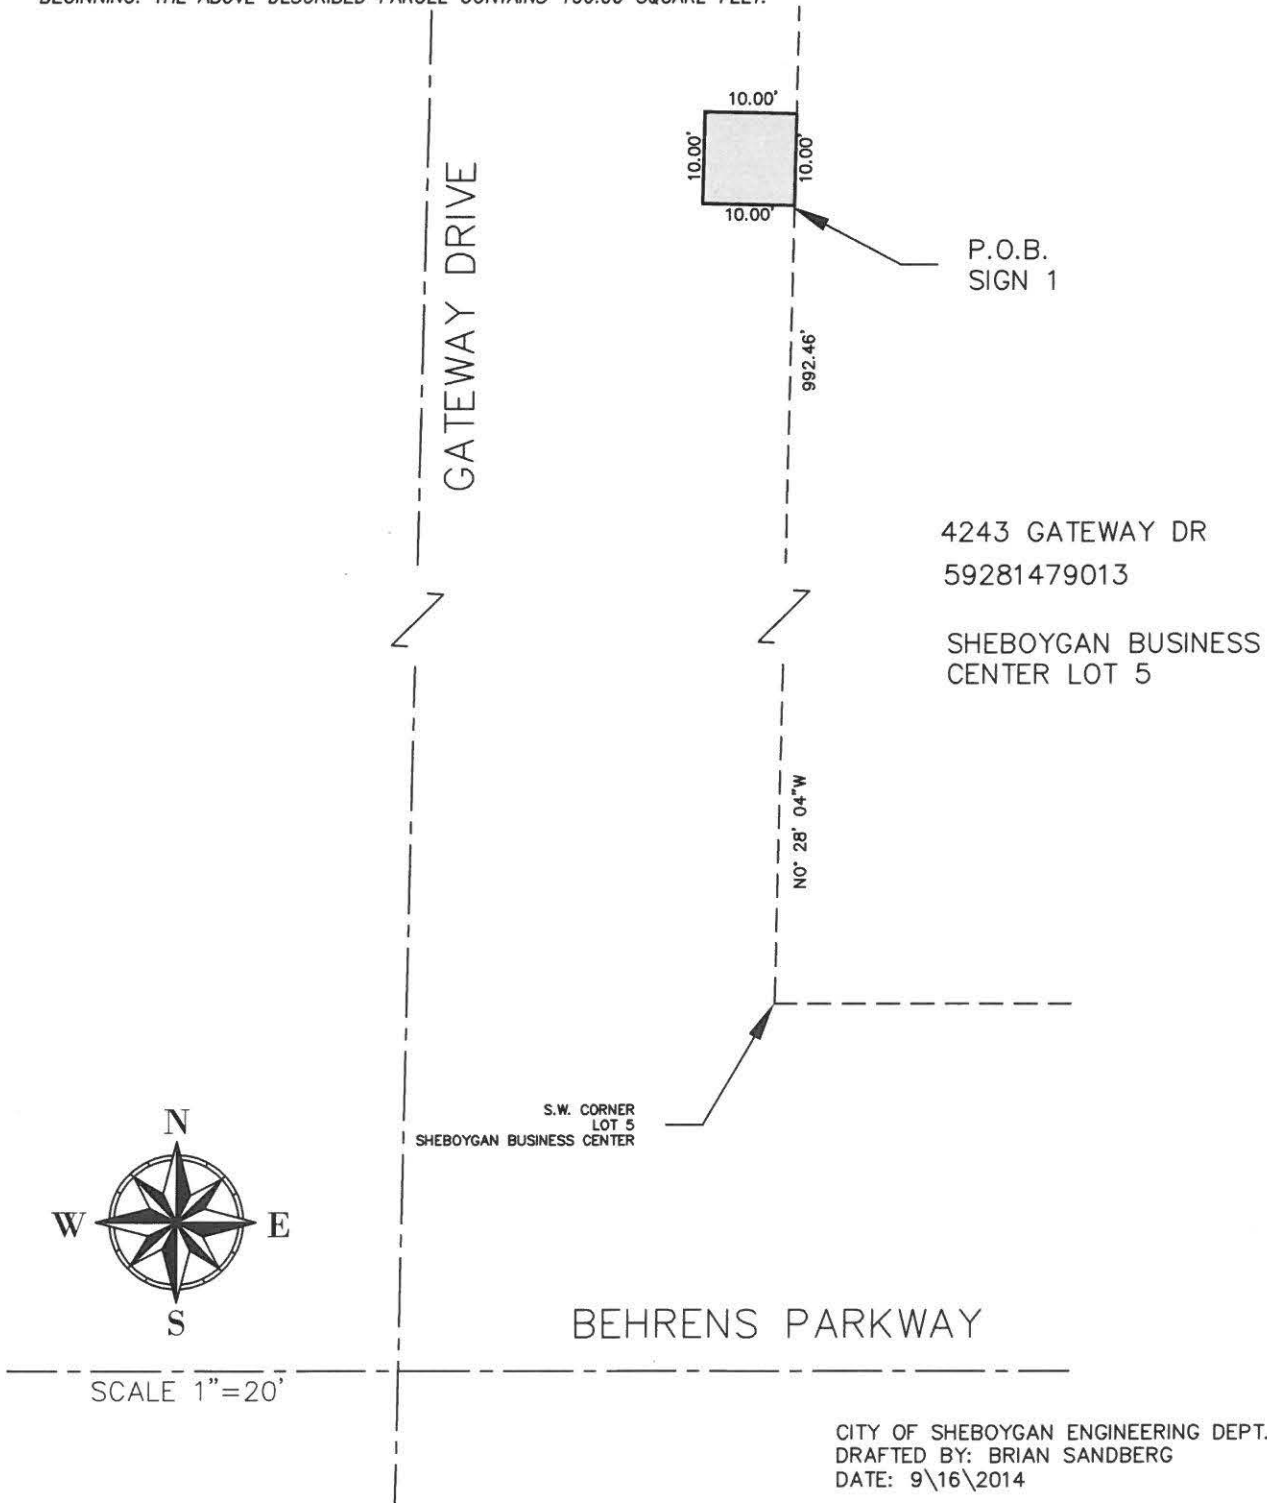 BEGINNING. THE ABOVE DESCRIBED PARCEL CONTAINS 100.00 SQUARE FEET.
10.00'
10.00'
10.00'
10.00'
P.O.B.
SIGN 1
GATEWAY DRIVE
992.46'
4243 GATEWAY DR
59281479013
SHEBOYGAN BUSINESS
CENTER LOT 5
N0° 28' 04"W
S.W. CORNER
LOT 5
SHEBOYGAN BUSINESS CENTER
N
W
E
S
BEHRENS PARKWAY
SCALE 1"=20'
CITY OF SHEBOYGAN ENGINEERING DEPT.
DRAFTED BY: BRIAN SANDBERG
DATE: 9\16\2014